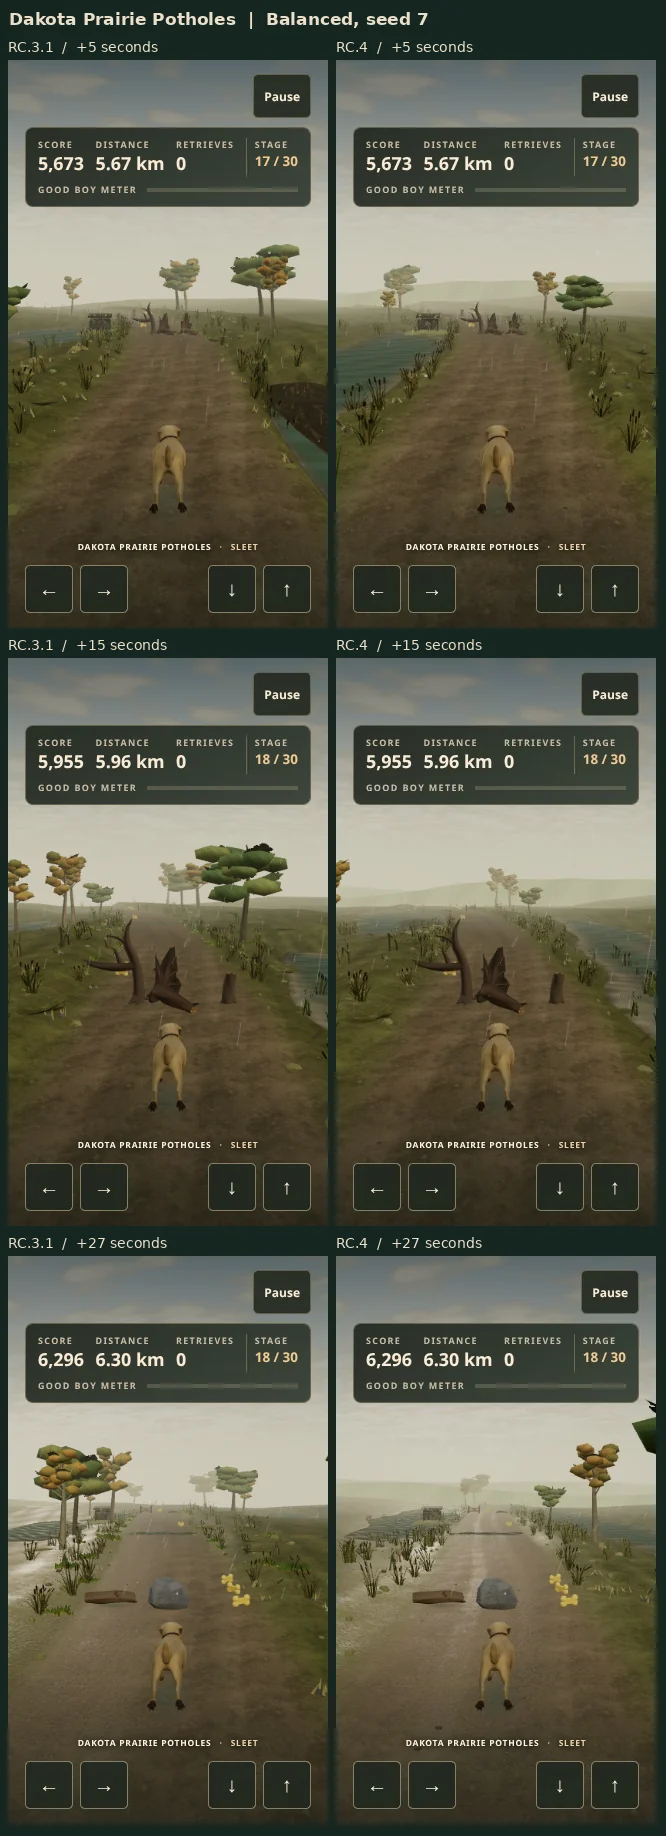 Dakota Prairie Potholes | Balanced, seed 7
RC.3.1 / +5 seconds
Pause
SCORE DISTANCE RETRIEVES STAGE
5,673 5.67 km 0 17 / 30
GOOD BOY METER
DAKOTA PRAIRIE POTHOLES · SLEET
← → ↓ ↑
RC.4 / +5 seconds
Pause
SCORE DISTANCE RETRIEVES STAGE
5,673 5.67 km 0 17 / 30
GOOD BOY METER
DAKOTA PRAIRIE POTHOLES · SLEET
← → ↓ ↑
RC.3.1 / +15 seconds
Pause
SCORE DISTANCE RETRIEVES STAGE
5,955 5.96 km 0 18 / 30
GOOD BOY METER
DAKOTA PRAIRIE POTHOLES · SLEET
← → ↓ ↑
RC.4 / +15 seconds
Pause
SCORE DISTANCE RETRIEVES STAGE
5,955 5.96 km 0 18 / 30
GOOD BOY METER
DAKOTA PRAIRIE POTHOLES · SLEET
← → ↓ ↑
RC.3.1 / +27 seconds
Pause
SCORE DISTANCE RETRIEVES STAGE
6,296 6.30 km 0 18 / 30
GOOD BOY METER
DAKOTA PRAIRIE POTHOLES · SLEET
← → ↓ ↑
RC.4 / +27 seconds
Pause
SCORE DISTANCE RETRIEVES STAGE
6,296 6.30 km 0 18 / 30
GOOD BOY METER
DAKOTA PRAIRIE POTHOLES · SLEET
← → ↓ ↑